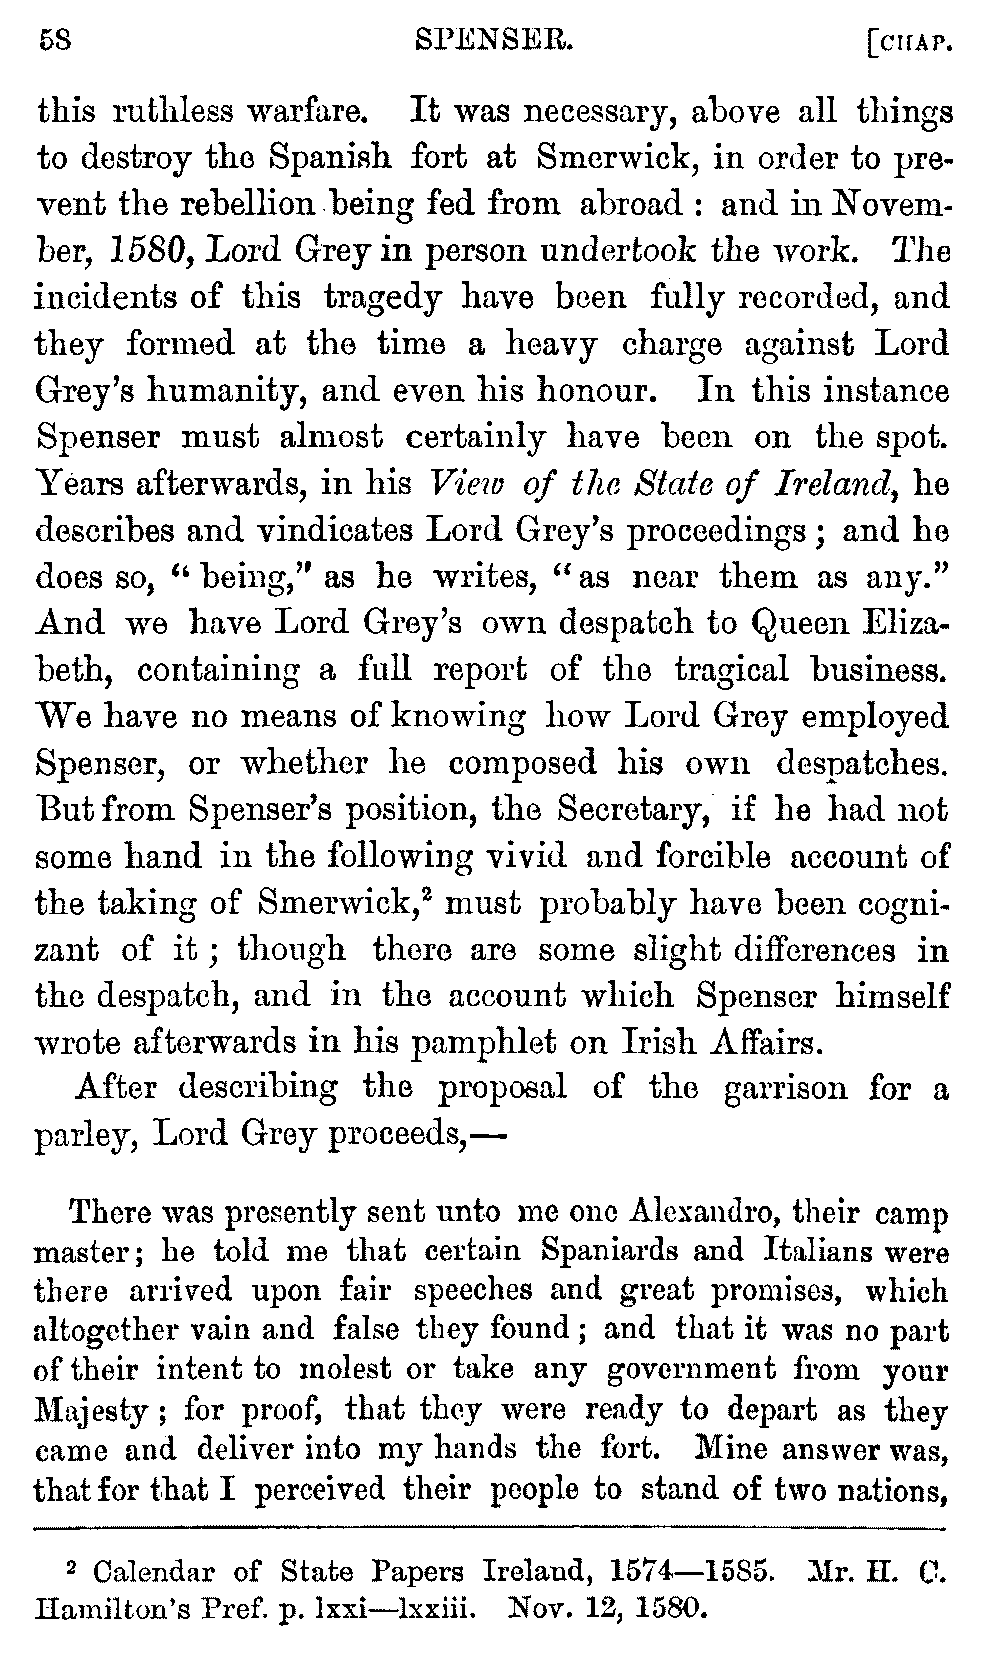 58 SPENSER. [CHAP.
this ruthless warfare. It was necessary, above all things
to destroy the Spanish fort at Smerwick, in order to pre-
vent the rebellion being fed from abroad : and in Novem-
ber, 1580, Lord Grey in person undertook the work. The
incidents of this tragedy have been fully recorded, and
they formed at the time a heavy charge against Lord
Grey's humanity, and even his honour. In this instance
Spenser must almost certainly have been on the spot.
Years afterwards, in his View of the State of Ireland, he
describes and vindicates Lord Grey's proceedings ; and he
does so, “ being,” as he writes, “ as near them as any.”
And we have Lord Grey's own despatch to Queen Eliza-
beth, containing a full report of the tragical business.
We have no means of knowing how Lord Grey employed
Spenser, or whether he composed his own despatches.
But from Spenser's position, the Secretary, if he had not
some hand in the following vivid and forcible account of
the taking of Smerwick,² must probably have been cogni-
zant of it ; though there are some slight differences in
the despatch, and in the account which Spenser himself
wrote afterwards in his pamphlet on Irish Affairs.
After describing the proposal of the garrison for a
parley, Lord Grey proceeds,—
There was presently sent unto me one Alexandro, their camp
master; he told me that certain Spaniards and Italians were
there arrived upon fair speeches and great promises, which
altogether vain and false they found ; and that it was no part
of their intent to molest or take any government from your
Majesty ; for proof, that they were ready to depart as they
came and deliver into my hands the fort. Mine answer was,
that for that I perceived their people to stand of two nations,
² Calendar of State Papers Ireland, 1574—1585. Mr. H. C.
Hamilton's Pref. p. lxxi—lxxiii. Nov. 12, 1580.